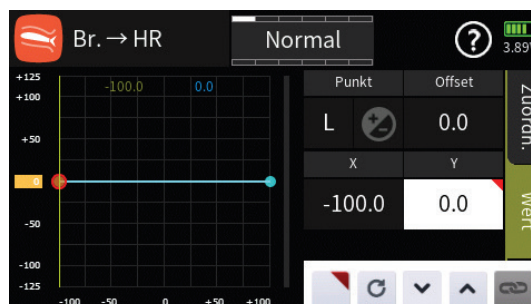 Br. → HR
Normal
?
3.89
+125
+100
+50
0
-50
-100
-125
-100.0 0.0
-100 -50 0 +50 +100
Punkt Offset
L 0.0
X Y
-100.0 0.0
Zuordn.
Wert